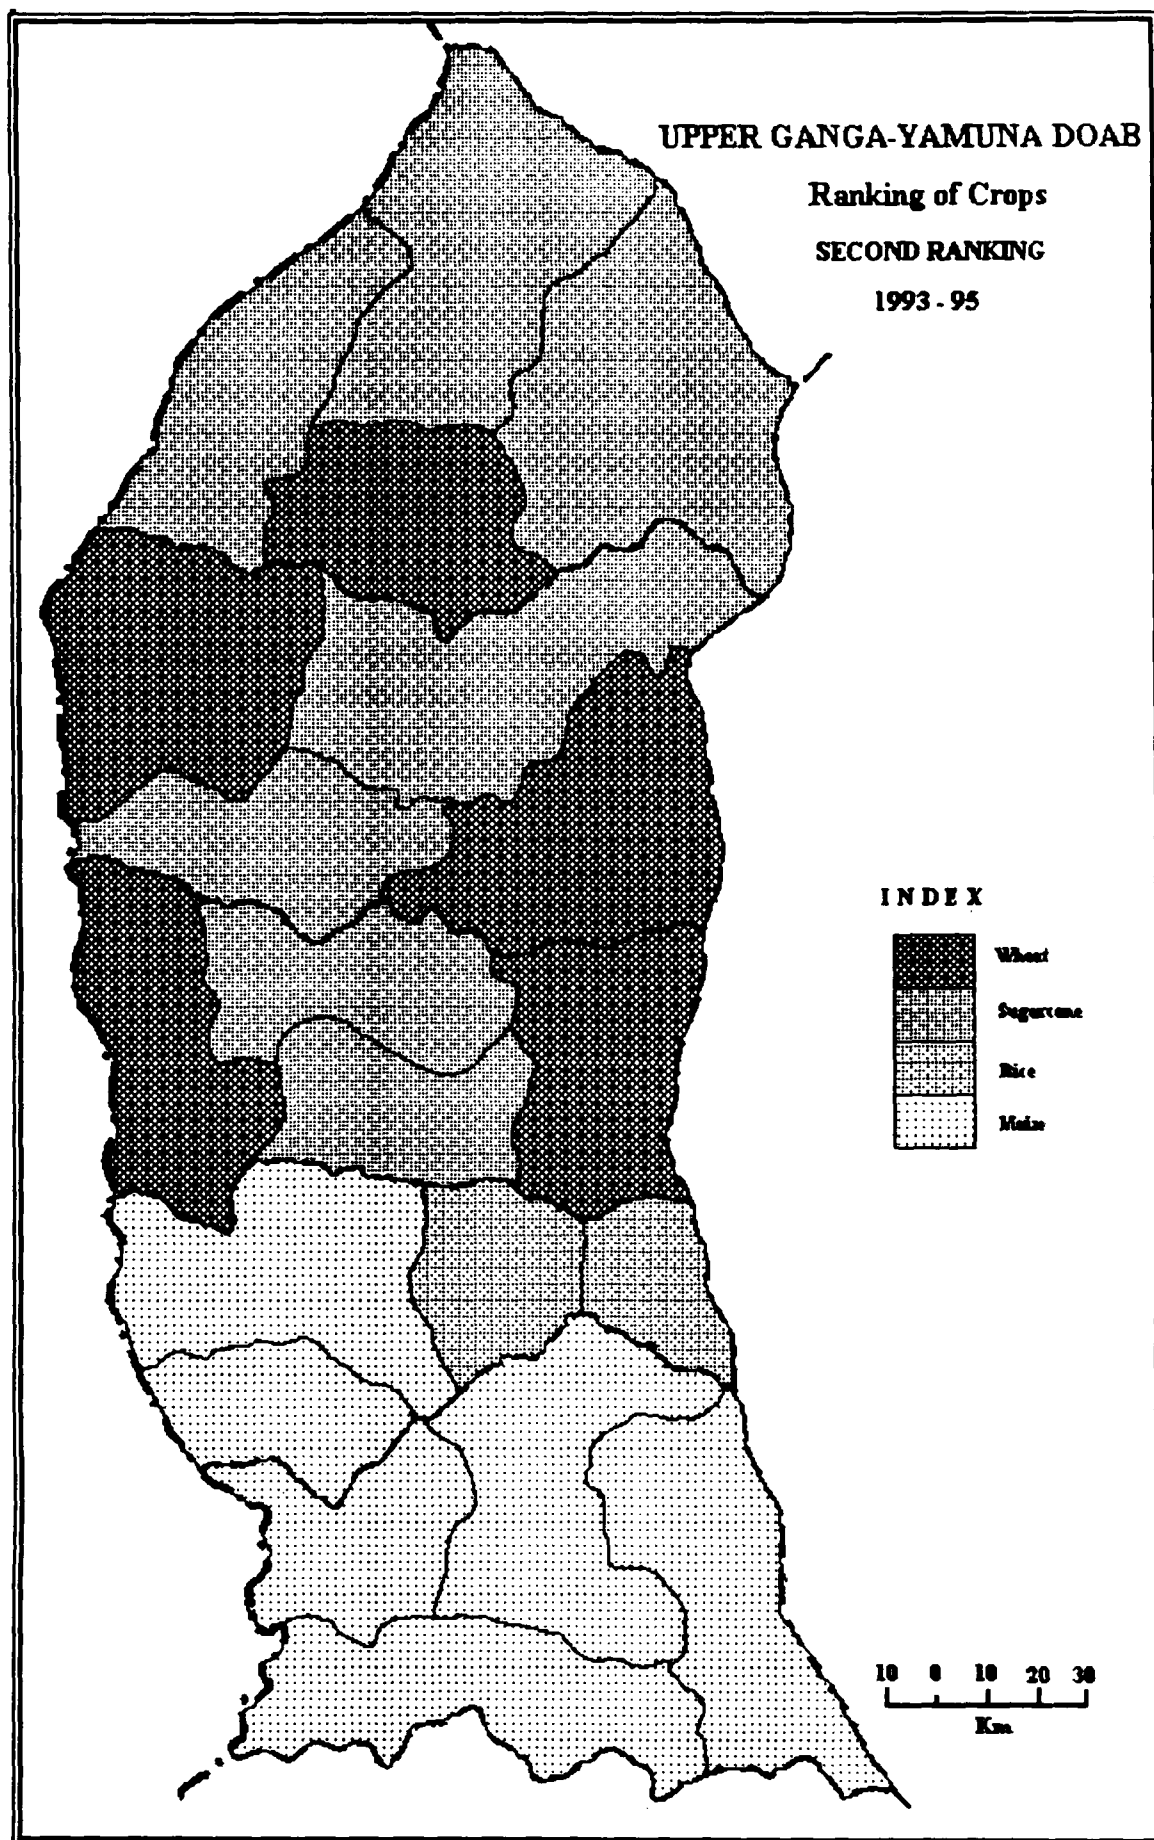 UPPER GANGA-YAMUNA DOAB
Ranking of Crops
SECOND RANKING
1993 - 95
INDEX
Wheat
Sugarcane
Rice
Maize
10 0 10 20 30
Km